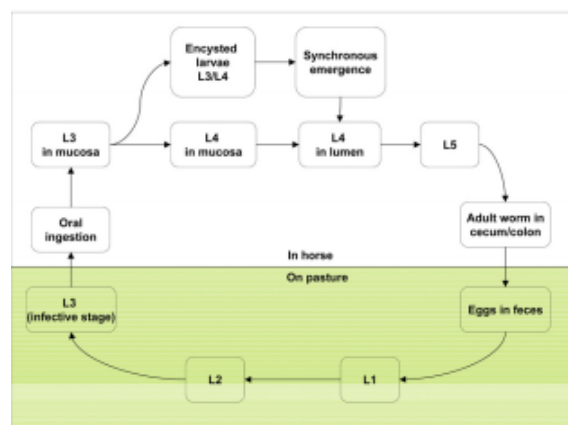 Encysted
larvae
L3/L4
Synchronous
emergence
L3
in mucosa
L4
in mucosa
L4
in lumen
L5
Oral
ingestion
Adult worm in
cecum/colon
In horse
On pasture
L3
(infective stage)
Eggs in feces
L2
L1